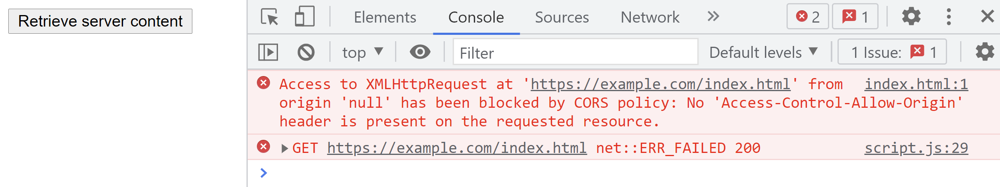 Retrieve server content
Elements Console Sources Network 2 1
top Filter Default levels 1 Issue: 1
Access to XMLHttpRequest at 'https://example.com/index.html' from index.html:1
origin 'null' has been blocked by CORS policy: No 'Access-Control-Allow-Origin'
header is present on the requested resource.
GET https://example.com/index.html net::ERR_FAILED 200 script.js:29